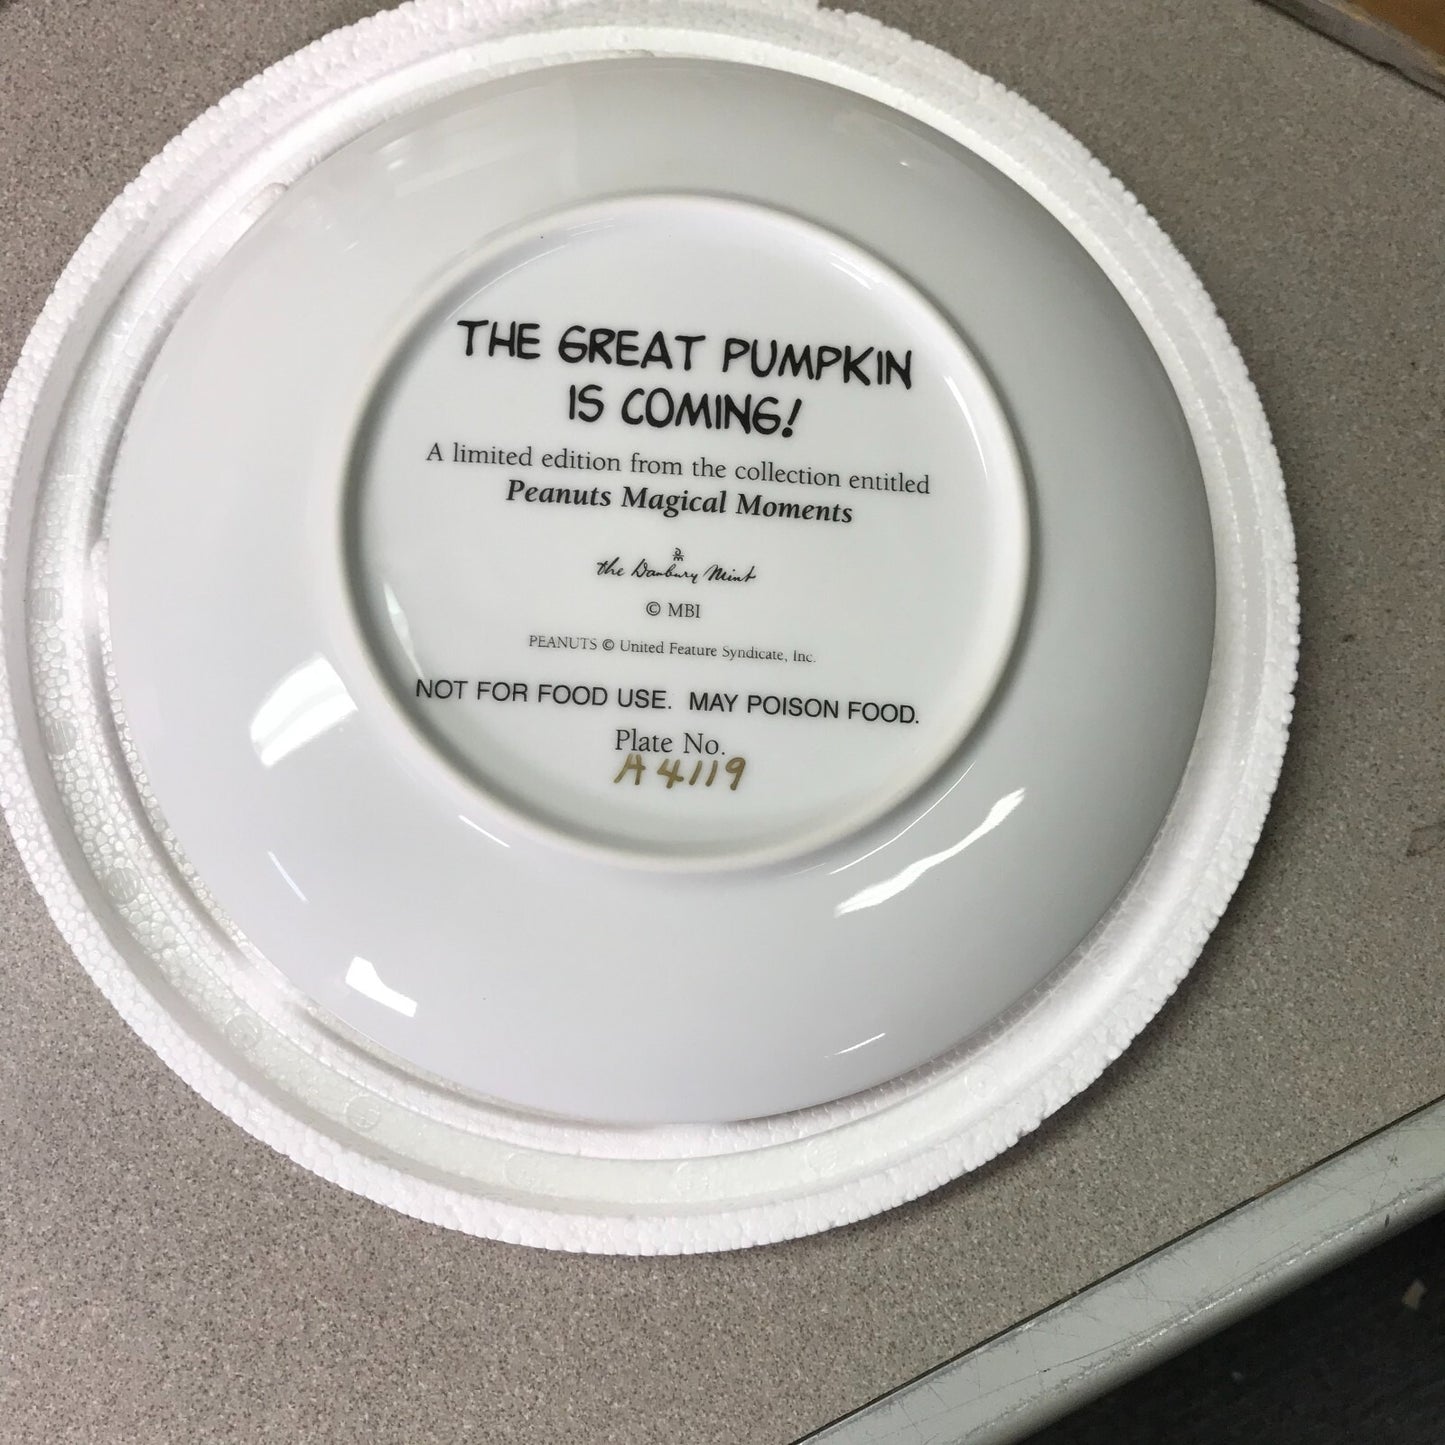 THE GREAT PUMPKIN
IS COMING!
A limited edition from the collection entitled
Peanuts Magical Moments
the Danbury Mint
© MBI
PEANUTS © United Feature Syndicate, Inc.
NOT FOR FOOD USE. MAY POISON FOOD.
Plate No.
A4119